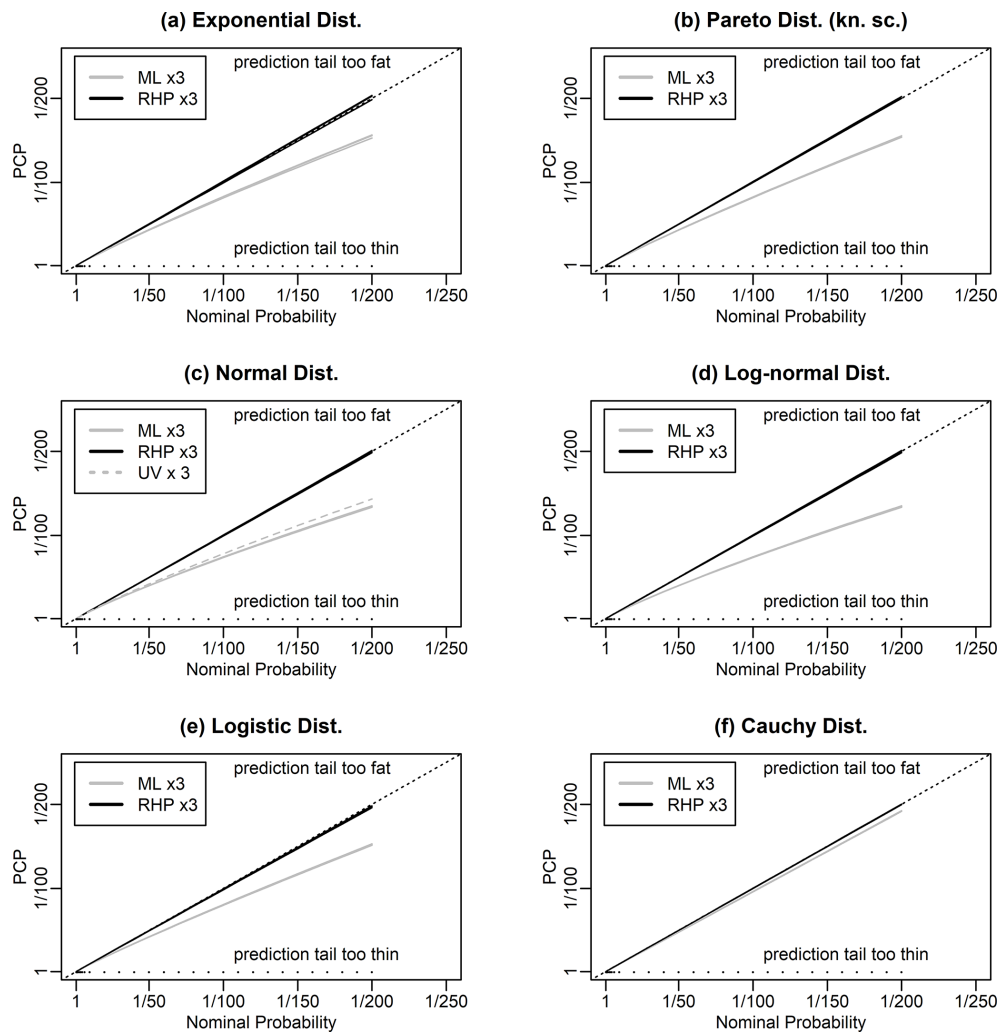 (a) Exponential Dist.
prediction tail too fat
ML x3
RHP x3
PCP
1/200
1/100
1
prediction tail too thin
1 1/50 1/100 1/150 1/200 1/250
Nominal Probability
(b) Pareto Dist. (kn. sc.)
prediction tail too fat
ML x3
RHP x3
PCP
1/200
1/100
1
prediction tail too thin
1 1/50 1/100 1/150 1/200 1/250
Nominal Probability
(c) Normal Dist.
prediction tail too fat
ML x3
RHP x3
UV x 3
PCP
1/200
1/100
1
prediction tail too thin
1 1/50 1/100 1/150 1/200 1/250
Nominal Probability
(d) Log-normal Dist.
prediction tail too fat
ML x3
RHP x3
PCP
1/200
1/100
1
prediction tail too thin
1 1/50 1/100 1/150 1/200 1/250
Nominal Probability
(e) Logistic Dist.
prediction tail too fat
ML x3
RHP x3
PCP
1/200
1/100
1
prediction tail too thin
1 1/50 1/100 1/150 1/200 1/250
Nominal Probability
(f) Cauchy Dist.
prediction tail too fat
ML x3
RHP x3
PCP
1/200
1/100
1
prediction tail too thin
1 1/50 1/100 1/150 1/200 1/250
Nominal Probability